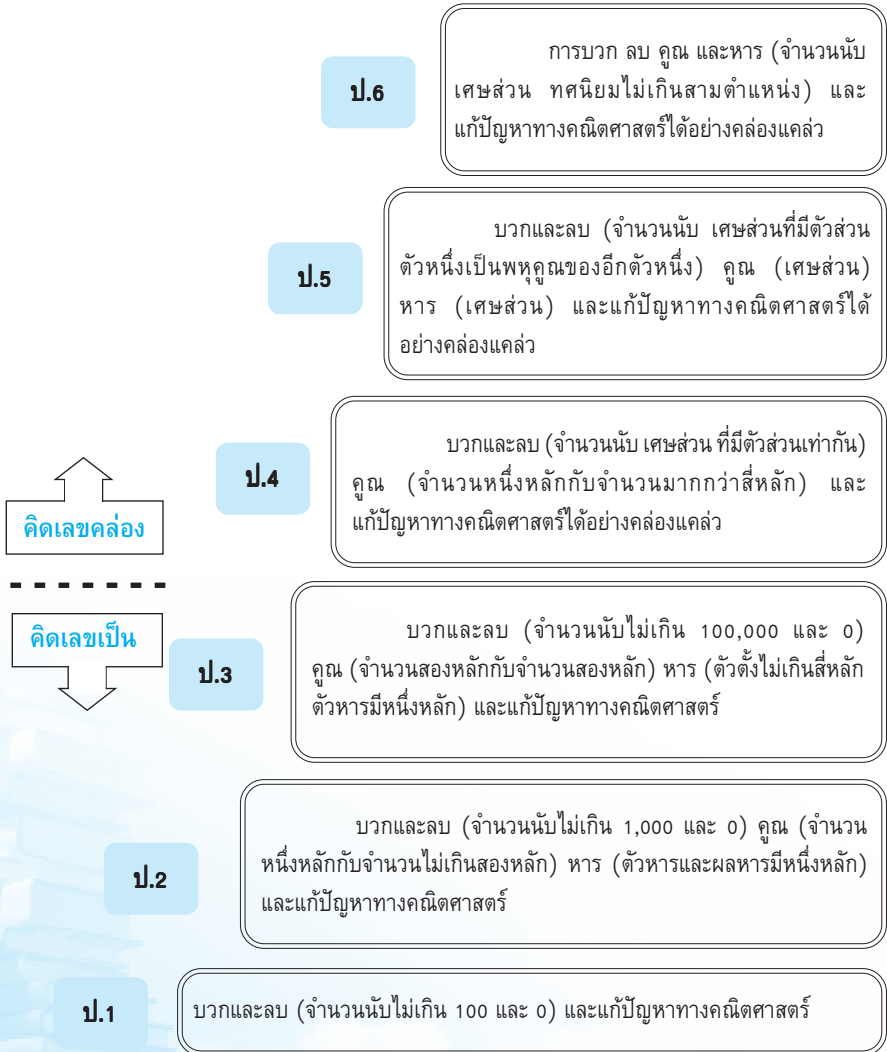 การบวก ลบ คูณ และหาร (จำนวนนับ
ป.6
เศษส่วน ทศนิยมไม่เกินสามตำแหน่ง) และ
แก้ปัญหาทางคณิตศาสตร์ได้อย่างคล่องแคล่ว
บวกและลบ (จำนวนนับ เศษส่วนที่มีตัวส่วน
ป.5
ตัวหนึ่งเป็นพหุคูณของอีกตัวหนึ่ง) คูณ (เศษส่วน)
หาร (เศษส่วน) และแก้ปัญหาทางคณิตศาสตร์ได้
อย่างคล่องแคล่ว
บวกและลบ (จำนวนนับ เศษส่วน ที่มีตัวส่วนเท่ากัน)
ป.4
คูณ (จำนวนหนึ่งหลักกับจำนวนมากกว่าสี่หลัก) และ
แก้ปัญหาทางคณิตศาสตร์ได้อย่างคล่องแคล่ว
คิดเลขคล่อง
คิดเลขเป็น
บวกและลบ (จำนวนนับไม่เกิน 100,000 และ 0)
ป.3
คูณ (จำนวนสองหลักกับจำนวนสองหลัก) หาร (ตัวตั้งไม่เกินสี่หลัก
ตัวหารมีหนึ่งหลัก) และแก้ปัญหาทางคณิตศาสตร์
บวกและลบ (จำนวนนับไม่เกิน 1,000 และ 0) คูณ (จำนวน
ป.2
หนึ่งหลักกับจำนวนไม่เกินสองหลัก) หาร (ตัวหารและผลหารมีหนึ่งหลัก)
และแก้ปัญหาทางคณิตศาสตร์
ป.1
บวกและลบ (จำนวนนับไม่เกิน 100 และ 0) และแก้ปัญหาทางคณิตศาสตร์